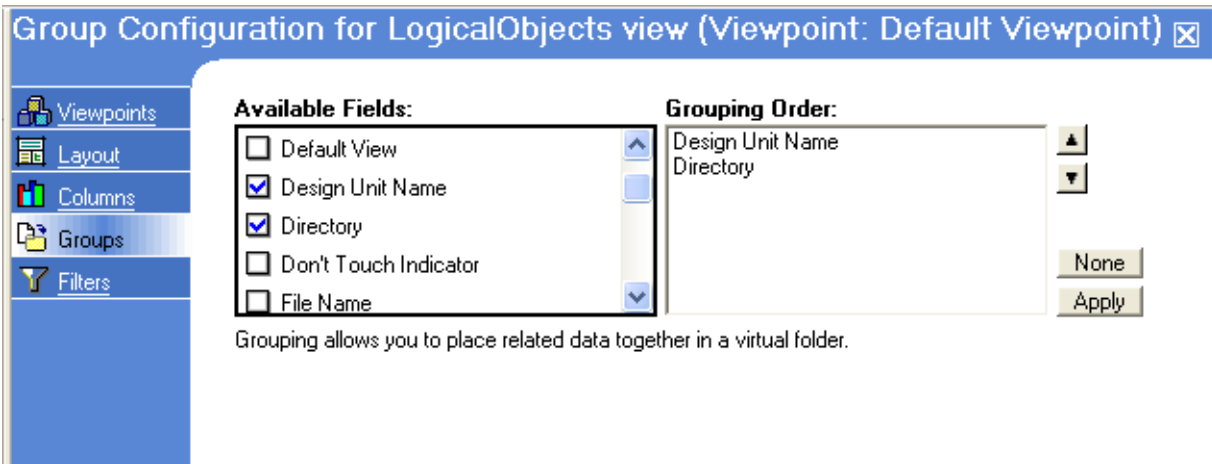 Group Configuration for LogicalObjects view (Viewpoint: Default Viewpoint)
Viewpoints
Layout
Columns
Groups
Filters
Available Fields:
Default View
Design Unit Name
Directory
Don't Touch Indicator
File Name
Grouping Order:
Design Unit Name
Directory
None
Apply
Grouping allows you to place related data together in a virtual folder.